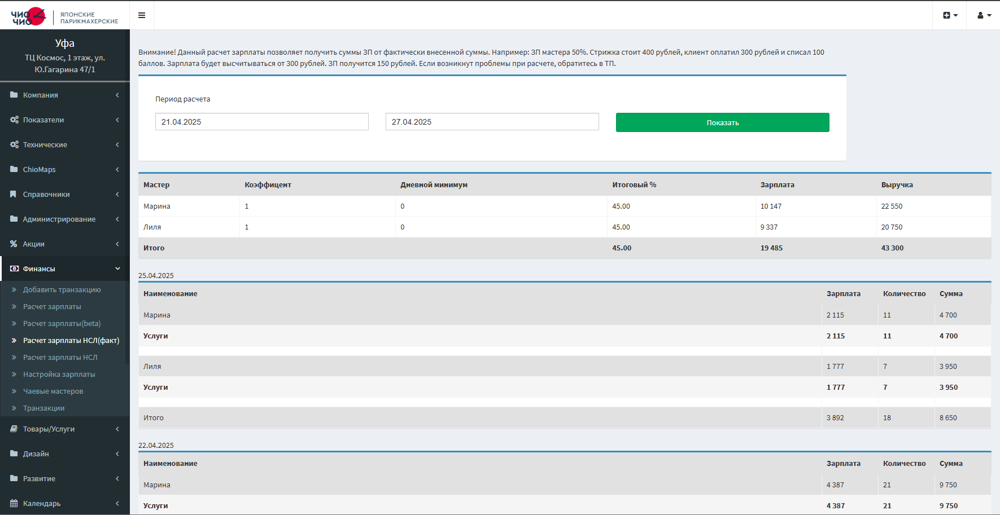 ЧИО ЧИО
ЯПОНСКИЕ
ПАРИКМАХЕРСКИЕ
Уфа
ТЦ Космос, 1 этаж, ул.
Ю.Гагарина 47/1
Компания
Показатели
Технические
ChioMaps
Справочники
Администрирование
Акции
Финансы
Добавить транзакцию
Расчет зарплаты
Расчет зарплаты(beta)
Расчет зарплаты НСЛ(факт)
Расчет зарплаты НСЛ
Настройка зарплаты
Чаевые мастеров
Транзакции
Товары/Услуги
Дизайн
Развитие
Календарь
Внимание! Данный расчет зарплаты позволяет получить суммы ЗП от фактически внесенной суммы. Например: ЗП мастера 50%. Стрижка стоит 400 рублей, клиент оплатил 300 рублей и списал 100
баллов. Зарплата будет высчитываться от 300 рублей. ЗП получится 150 рублей. Если возникнут проблемы при расчете, обратитесь в ТП.
Период расчета
21.04.2025 27.04.2025 Показать
Мастер Коэффицент Дневной минимум Итоговый % Зарплата Выручка
Марина 1 0 45.00 10 147 22 550
Лиля 1 0 45.00 9 337 20 750
Итого 45.00 19 485 43 300
25.04.2025
Наименование Зарплата Количество Сумма
Марина 2 115 11 4 700
Услуги 2 115 11 4 700
Лиля 1 777 7 3 950
Услуги 1 777 7 3 950
Итого 3 892 18 8 650
22.04.2025
Наименование Зарплата Количество Сумма
Марина 4 387 21 9 750
Услуги 4 387 21 9 750